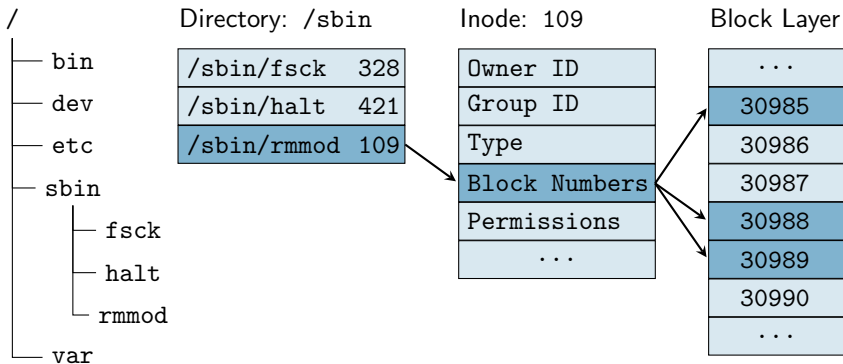 /
bin
dev
etc
sbin
fsck
halt
rmmod
var
Directory: /sbin
/sbin/fsck 328
/sbin/halt 421
/sbin/rmmod 109
Inode: 109
Owner ID
Group ID
Type
Block Numbers
Permissions
...
Block Layer
...
30985
30986
30987
30988
30989
30990
...